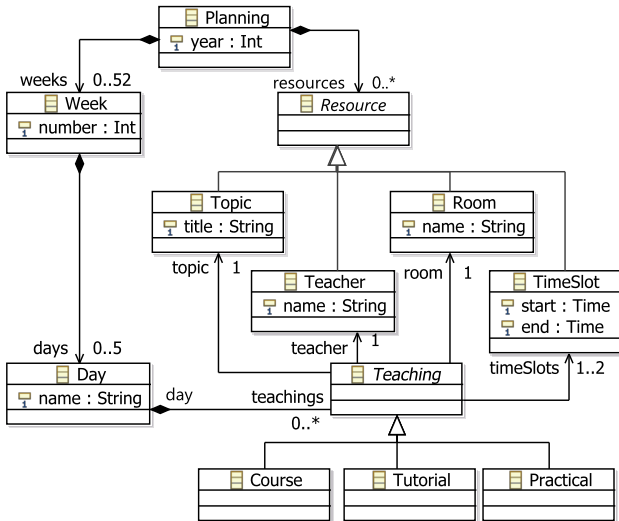 Planning
year : Int
weeks 0..52
resources 0..*
Week
number : Int
Resource
Topic
title : String
Room
name : String
topic 1
Teacher
name : String
room 1
TimeSlot
start : Time
end : Time
teacher 1
days 0..5
timeSlots 1..2
Day
name : String
day
teachings
0..*
Teaching
Course
Tutorial
Practical